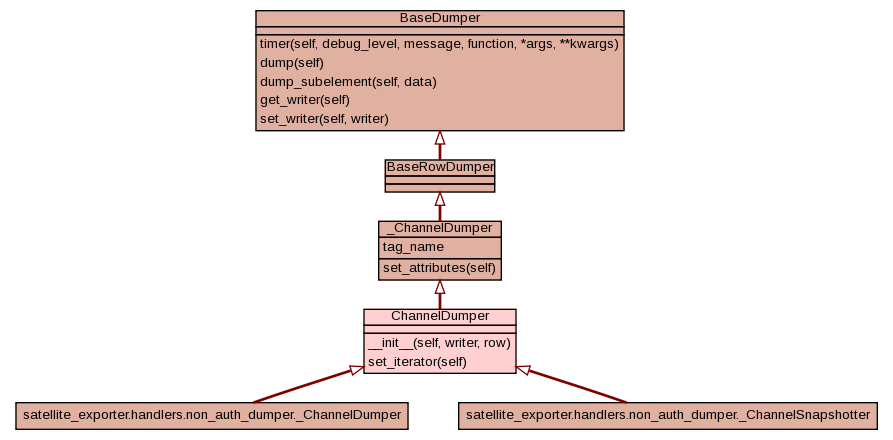 BaseDumper
timer(self, debug_level, message, function, *args, **kwargs)
dump(self)
dump_subelement(self, data)
get_writer(self)
set_writer(self, writer)
BaseRowDumper
_ChannelDumper
tag_name
set_attributes(self)
ChannelDumper
__init__(self, writer, row)
set_iterator(self)
satellite_exporter.handlers.non_auth_dumper._ChannelDumper
satellite_exporter.handlers.non_auth_dumper._ChannelSnapshotter